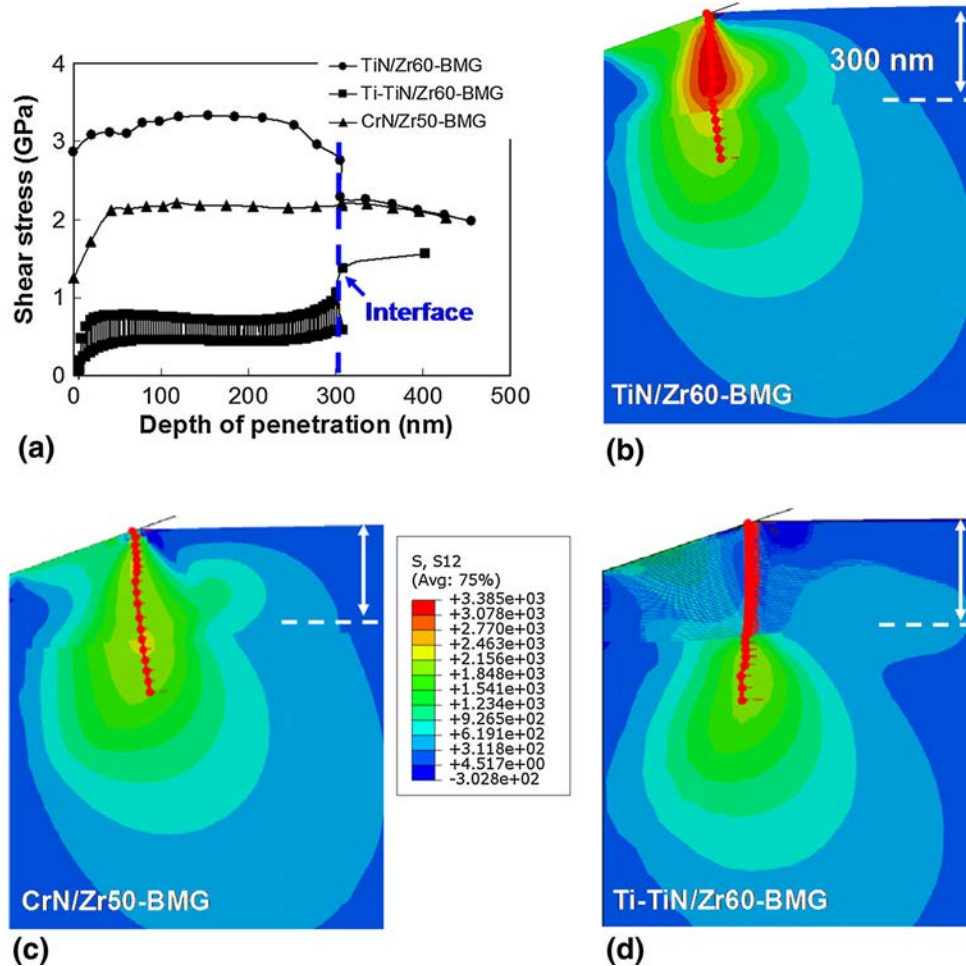 TiN/Zr60-BMG
Ti-TiN/Zr60-BMG
CrN/Zr50-BMG
Shear stress (GPa)
4
3
2
1
0
Interface
0
100
200
300
400
500
Depth of penetration (nm)
(a)
300 nm
TiN/Zr60-BMG
(b)
S, S12
(Avg: 75%)
+3.385e+03
+3.078e+03
+2.770e+03
+2.463e+03
+2.156e+03
+1.848e+03
+1.541e+03
+1.234e+03
+9.265e+02
+6.191e+02
+3.118e+02
+4.517e+00
-3.028e+02
CrN/Zr50-BMG
(c)
Ti-TiN/Zr60-BMG
(d)